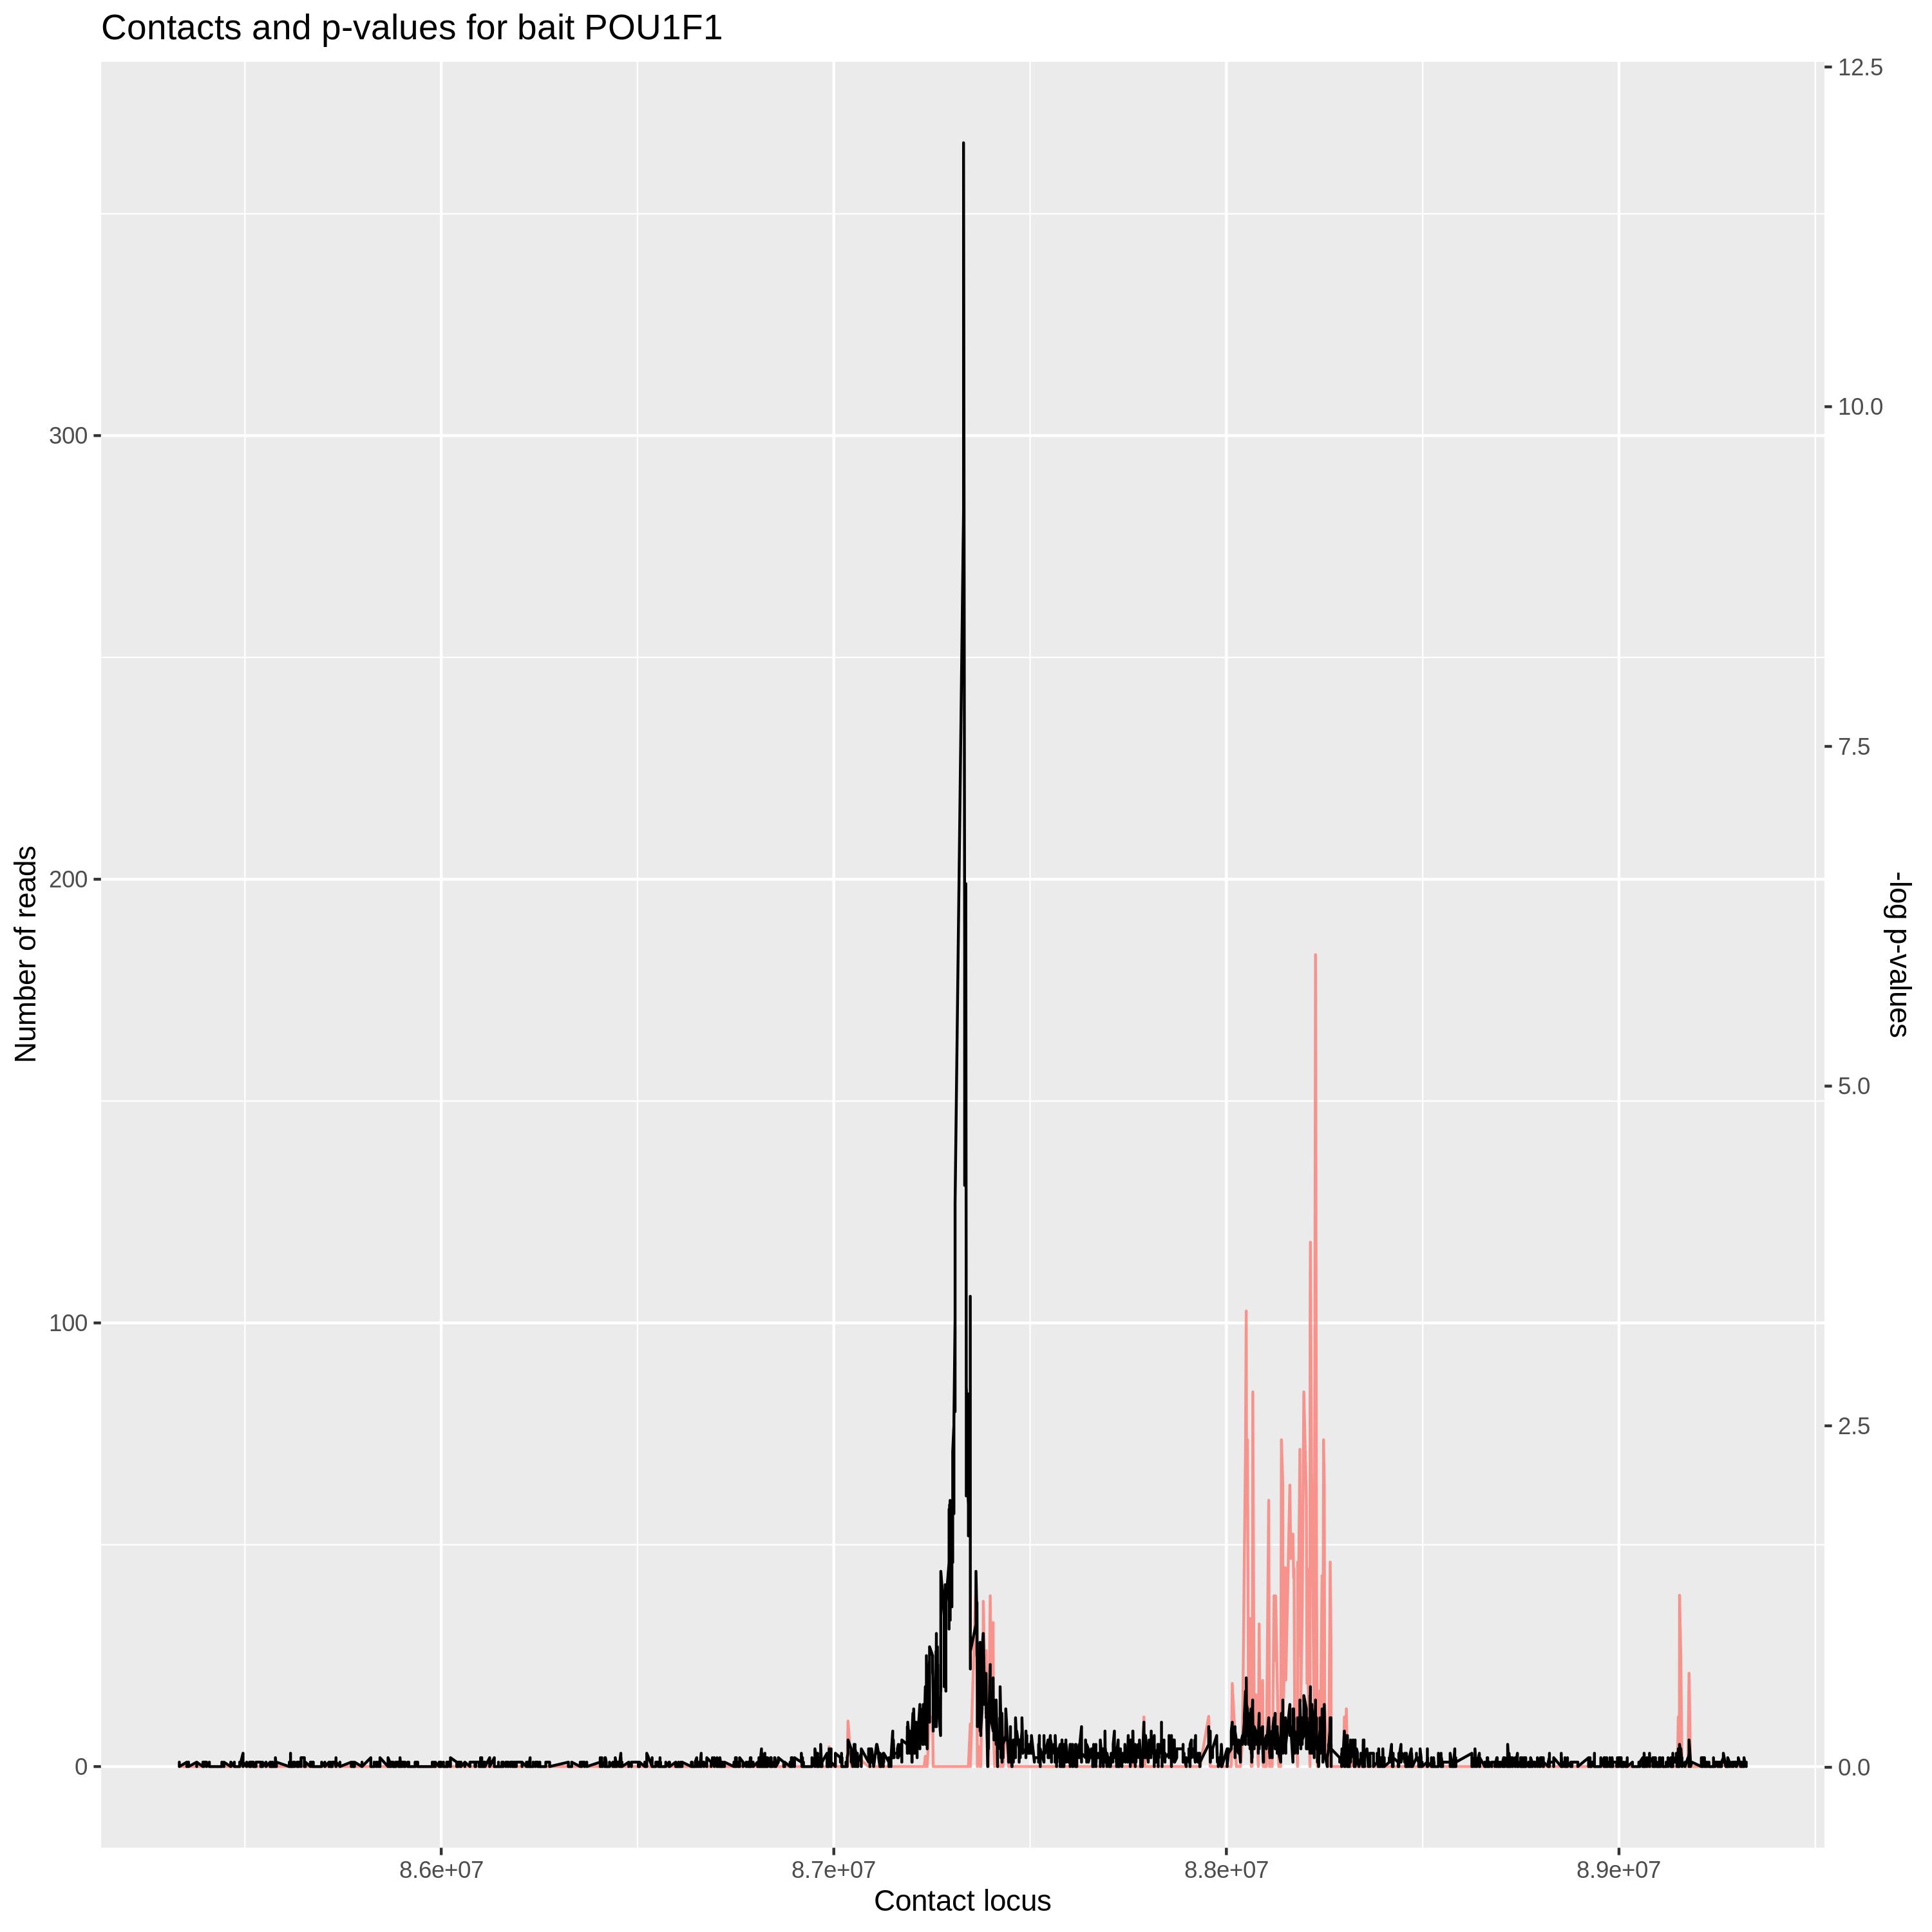 Contacts and p-values for bait POU1F1
12.5
10.0
300
7.5
200
Number of reads
-log p-values
5.0
100
2.5
0
0.0
8.6e+07
8.7e+07
8.8e+07
8.9e+07
Contact locus